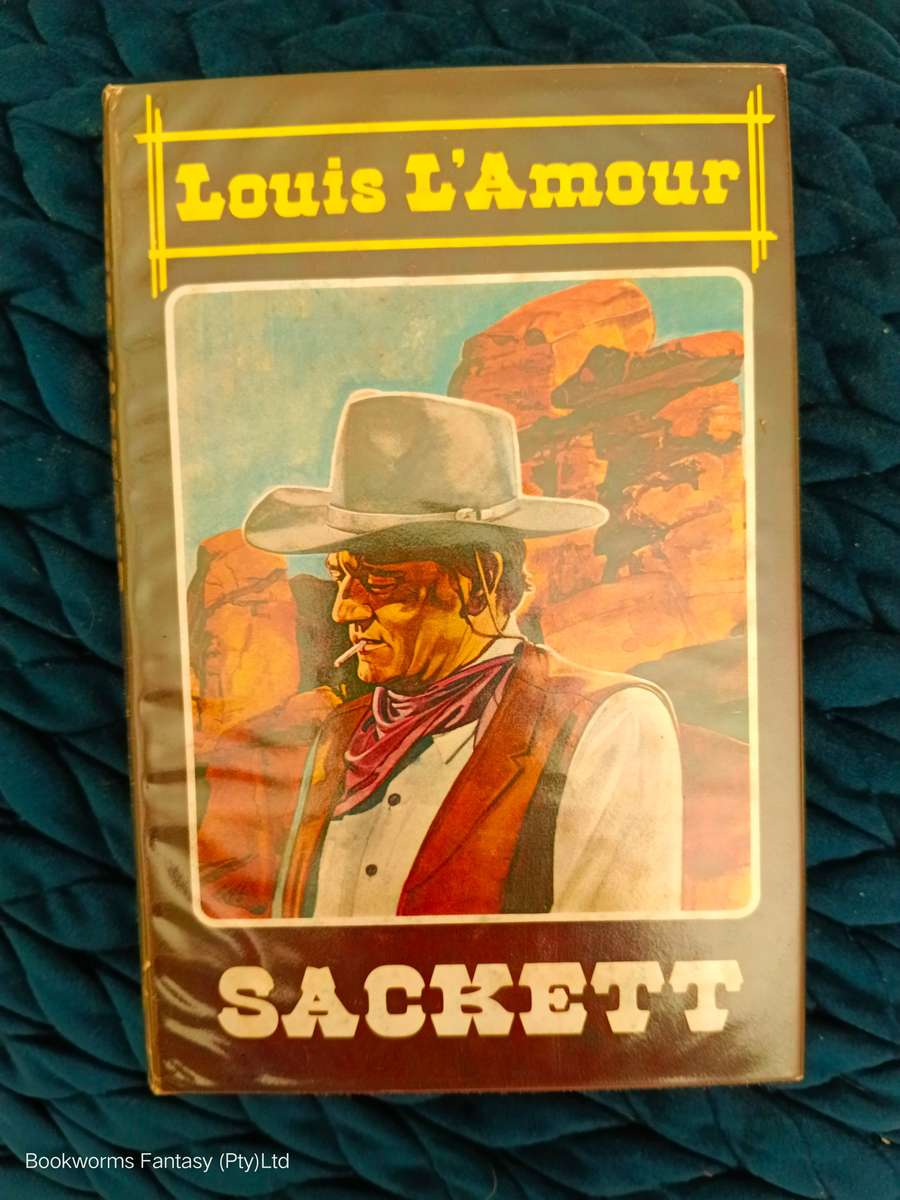 Louis L'Amour
SACKETT
Bookworms Fantasy (Pty)Ltd